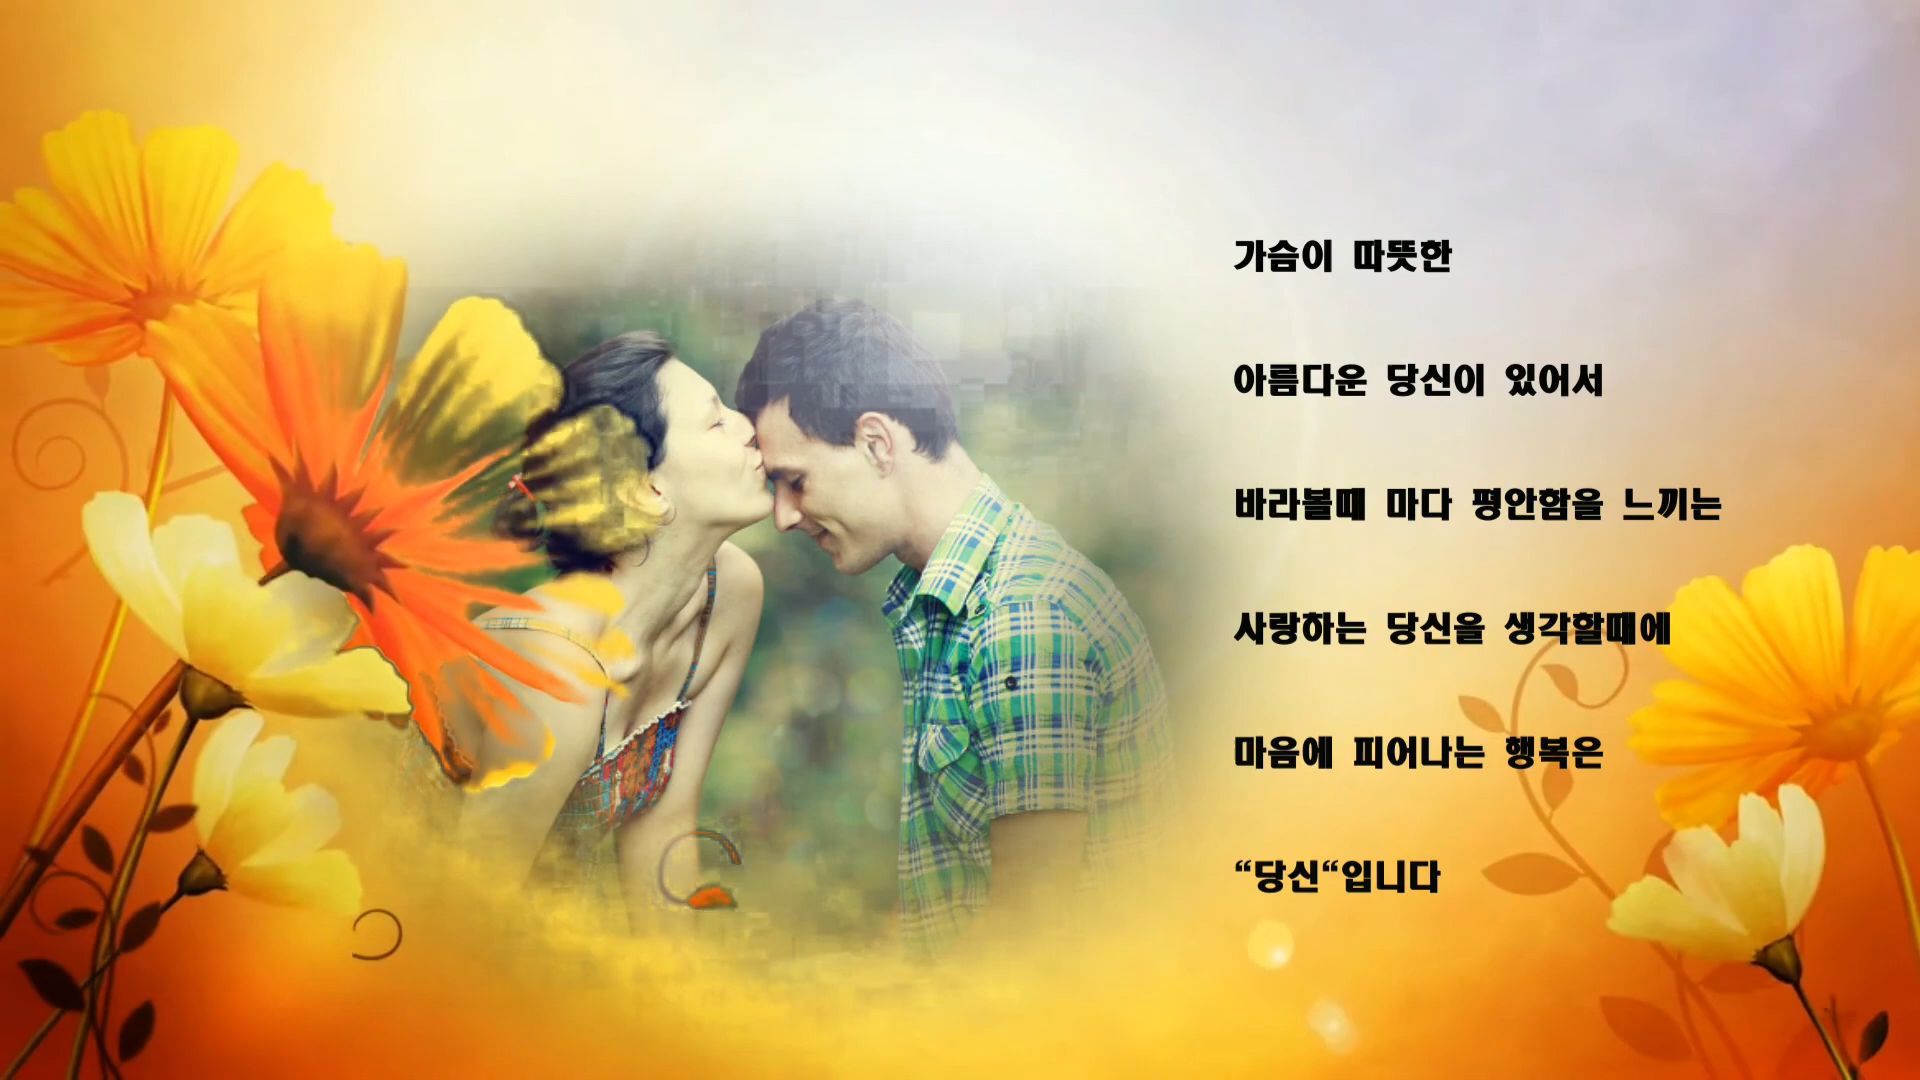 가슴이 따뜻한
아름다운 당신이 있어서
바라볼때 마다 평안함을 느끼는
사랑하는 당신을 생각할때에
마음에 피어나는 행복은
“당신“입니다